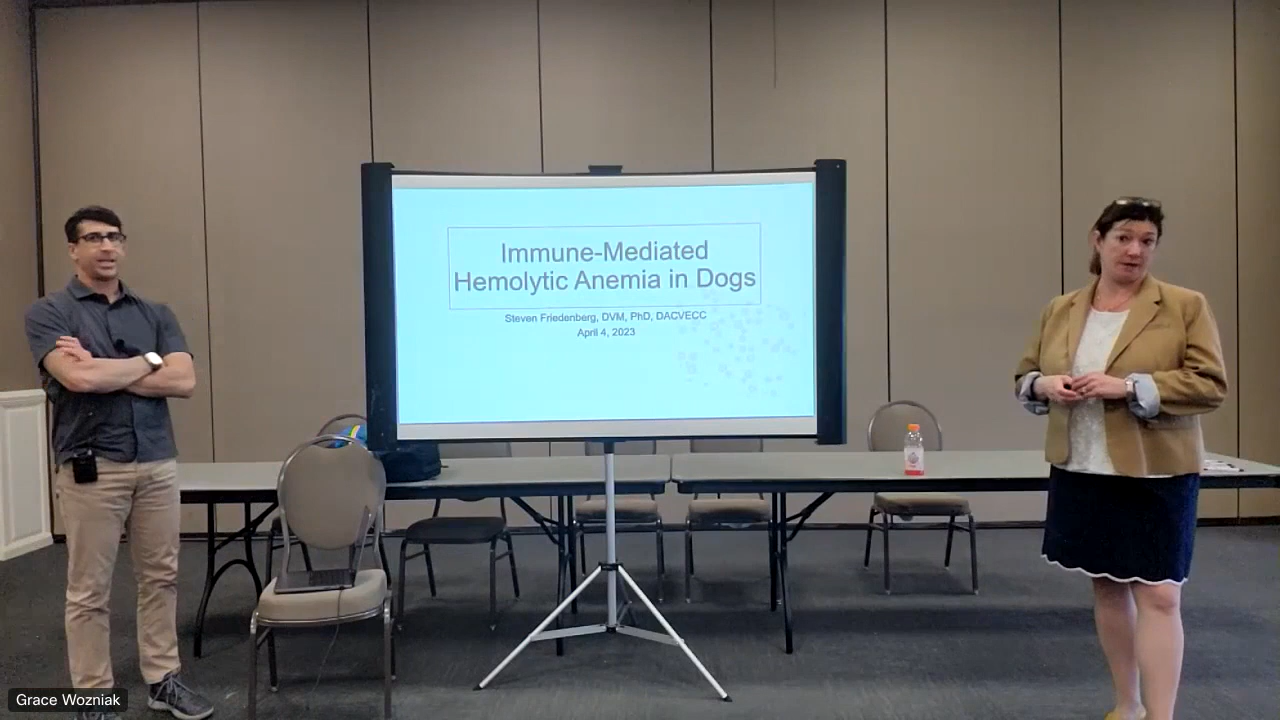 Immune-Mediated
Hemolytic Anemia in Dogs
Steven Friedenberg, DVM, PhD, DACVECC
April 4, 2023
Grace Wozniak